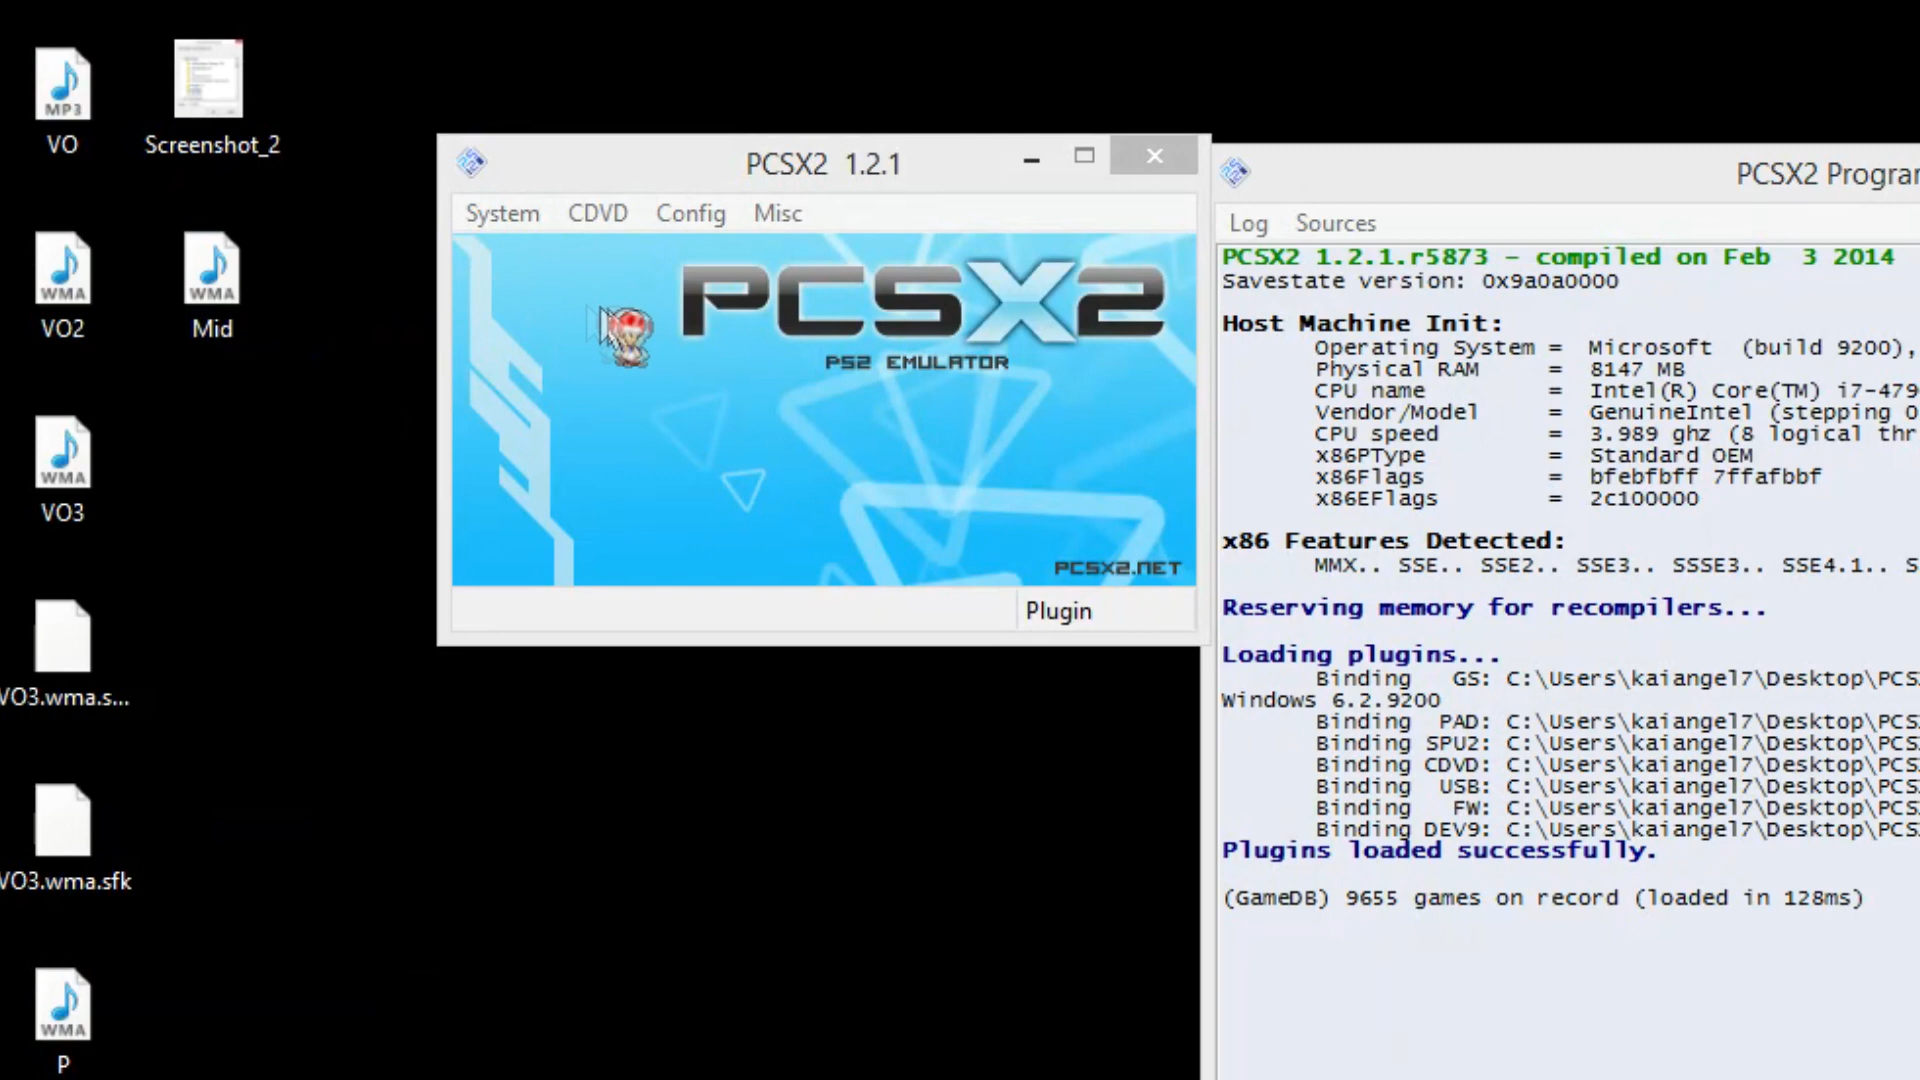 MP3
VO
Screenshot_2
WMA
VO2
WMA
Mid
WMA
VO3
VO3.wma.s...
VO3.wma.sfk
WMA
P
PCSX2 1.2.1
System CDVD Config Misc
PCSX2
PS2 EMULATOR
PCSX2.NET
Plugin
PCSX2 Program
Log Sources
PCSX2 1.2.1.r5873 - compiled on Feb 3 2014
Savestate version: 0x9a0a0000
Host Machine Init:
Operating System = Microsoft (build 9200),
Physical RAM = 8147 MB
CPU name = Intel(R) Core(TM) i7-479
Vendor/Model = GenuineIntel (stepping 0
CPU speed = 3.989 ghz (8 logical thr
x86PType = Standard OEM
x86Flags = bfebfbff 7ffafbbf
x86EFlags = 2c100000
x86 Features Detected:
MMX.. SSE.. SSE2.. SSE3.. SSSE3.. SSE4.1.. S
Reserving memory for recompilers...
Loading plugins...
Binding GS: C:\Users\kaiangel7\Desktop\PCS
Windows 6.2.9200
Binding PAD: C:\Users\kaiangel7\Desktop\PCS
Binding SPU2: C:\Users\kaiangel7\Desktop\PCS
Binding CDVD: C:\Users\kaiangel7\Desktop\PCS
Binding USB: C:\Users\kaiangel7\Desktop\PCS
Binding FW: C:\Users\kaiangel7\Desktop\PCS
Binding DEV9: C:\Users\kaiangel7\Desktop\PCS
Plugins loaded successfully.
(GameDB) 9655 games on record (loaded in 128ms)